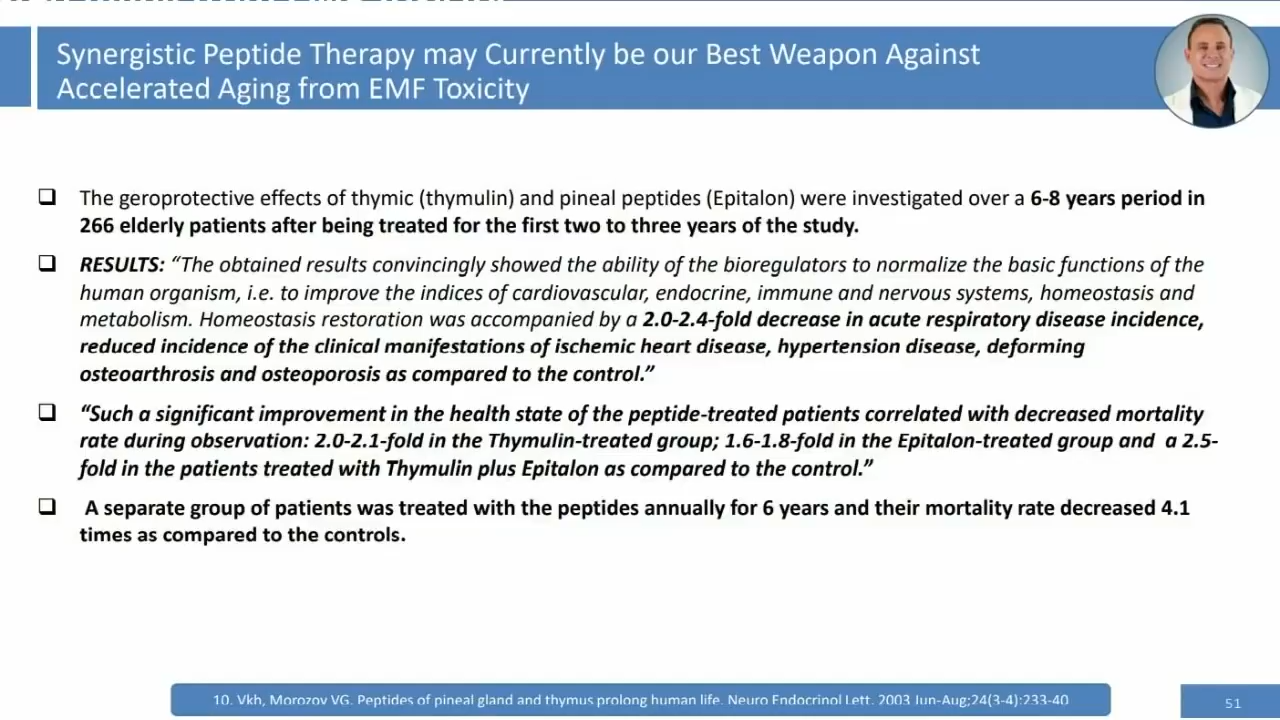 Synergistic Peptide Therapy may Currently be our Best Weapon Against
Accelerated Aging from EMF Toxicity
The geroprotective effects of thymic (thymulin) and pineal peptides (Epitalon) were investigated over a 6-8 years period in
266 elderly patients after being treated for the first two to three years of the study.
RESULTS: “The obtained results convincingly showed the ability of the bioregulators to normalize the basic functions of the
human organism, i.e. to improve the indices of cardiovascular, endocrine, immune and nervous systems, homeostasis and
metabolism. Homeostasis restoration was accompanied by a 2.0-2.4-fold decrease in acute respiratory disease incidence,
reduced incidence of the clinical manifestations of ischemic heart disease, hypertension disease, deforming
osteoarthrosis and osteoporosis as compared to the control.”
“Such a significant improvement in the health state of the peptide-treated patients correlated with decreased mortality
rate during observation: 2.0-2.1-fold in the Thymulin-treated group; 1.6-1.8-fold in the Epitalon-treated group and a 2.5-
fold in the patients treated with Thymulin plus Epitalon as compared to the control.”
A separate group of patients was treated with the peptides annually for 6 years and their mortality rate decreased 4.1
times as compared to the controls.
10. Vkh, Morozov VG. Peptides of pineal gland and thymus prolong human life. Neuro Endocrinol Lett. 2003 Jun-Aug;24(3-4):233-40
51